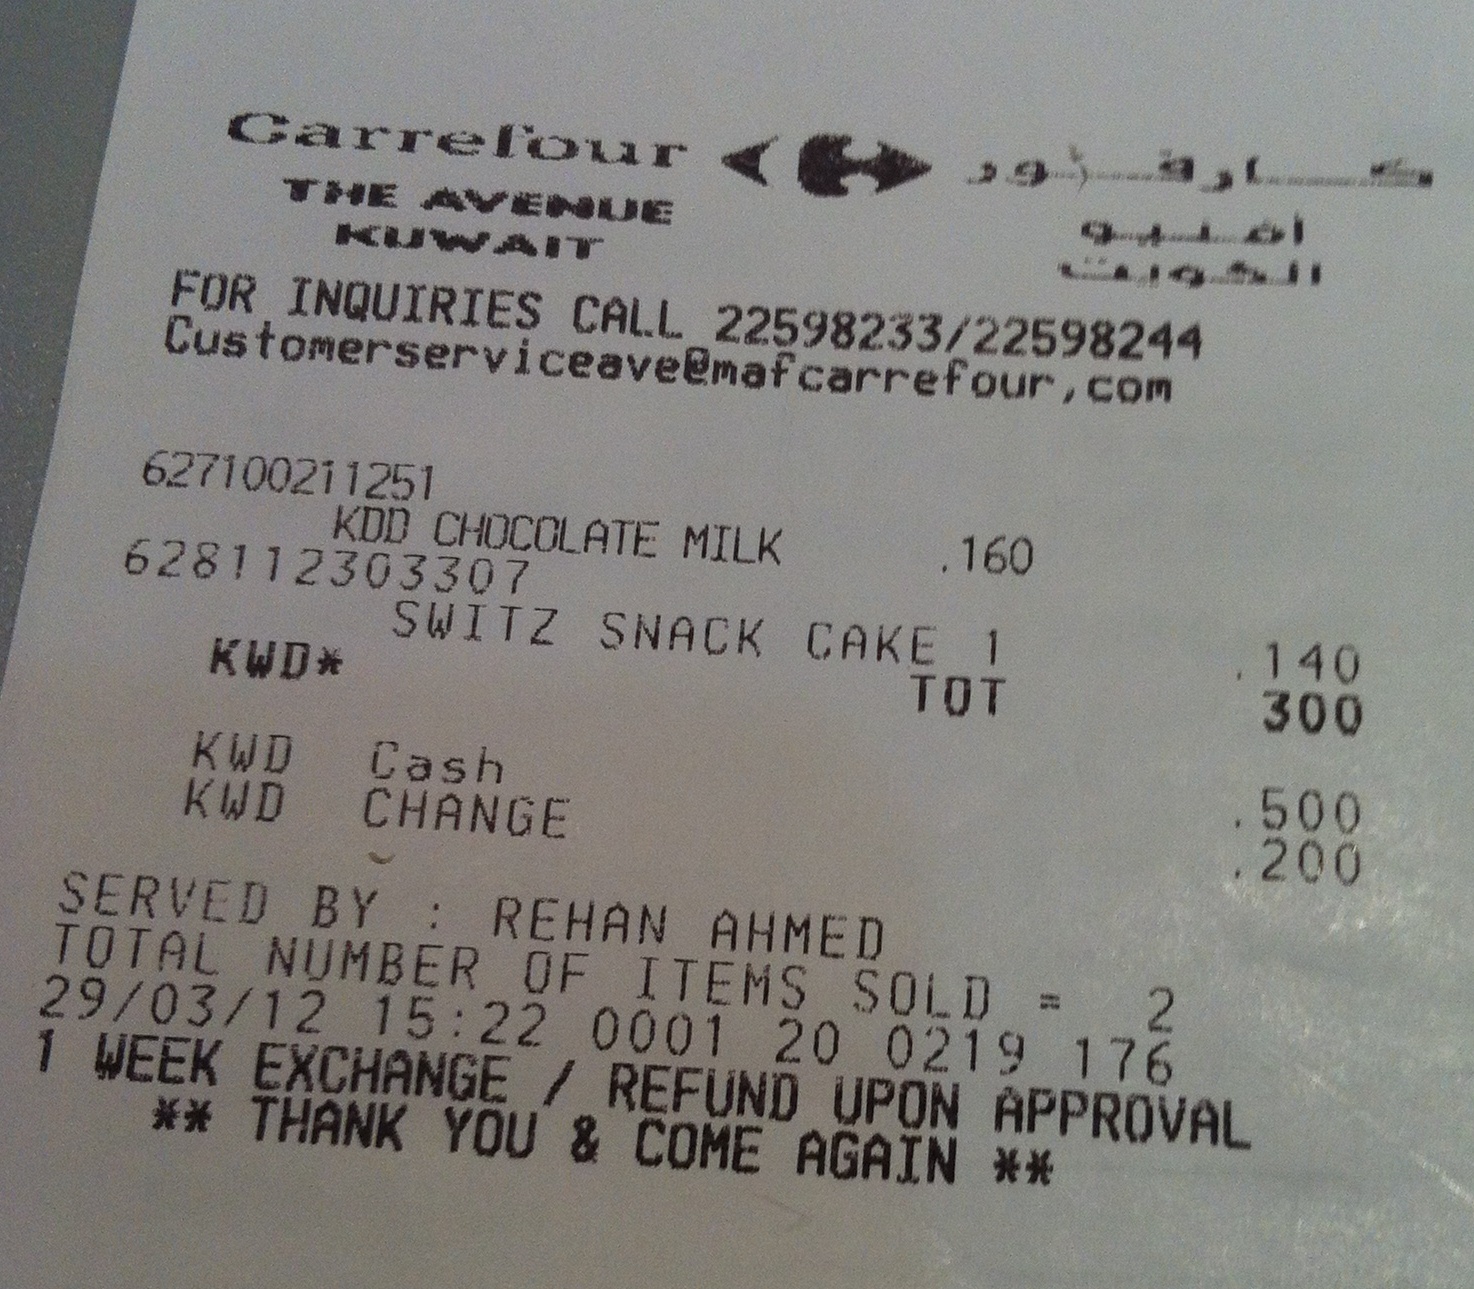 Carrefour كارفور
THE AVENUE افنيو
KUWAIT الكويت
FOR INQUIRIES CALL 22598233/22598244
Customerserviceave@mafcarrefour,com
627100211251
KDD CHOCOLATE MILK .160
628112303307
SWITZ SNACK CAKE 1 .140
KWD* TOT 300
KWD Cash .500
KWD CHANGE .200
SERVED BY : REHAN AHMED
TOTAL NUMBER OF ITEMS SOLD = 2
29/03/12 15:22 0001 20 0219 176
1 WEEK EXCHANGE / REFUND UPON APPROVAL
** THANK YOU & COME AGAIN **